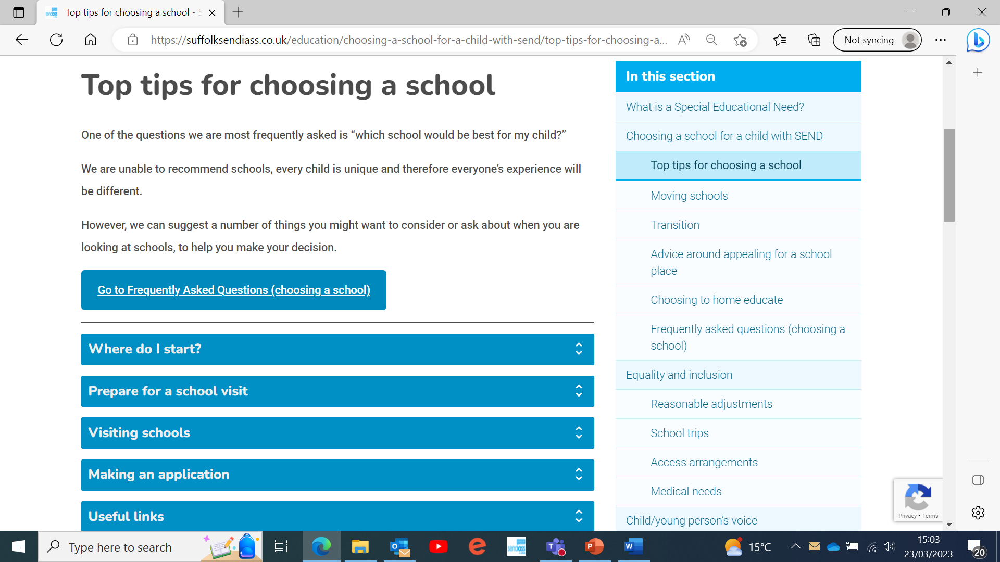 Top tips for choosing a school - S
https://suffolksendiass.co.uk/education/choosing-a-school-for-a-child-with-send/top-tips-for-choosing-a...
Not syncing
Top tips for choosing a school
One of the questions we are most frequently asked is “which school would be best for my child?”
We are unable to recommend schools, every child is unique and therefore everyone’s experience will
be different.
However, we can suggest a number of things you might want to consider or ask about when you are
looking at schools, to help you make your decision.
Go to Frequently Asked Questions (choosing a school)
Where do I start?
Prepare for a school visit
Visiting schools
Making an application
Useful links
In this section
What is a Special Educational Need?
Choosing a school for a child with SEND
Top tips for choosing a school
Moving schools
Transition
Advice around appealing for a school
place
Choosing to home educate
Frequently asked questions (choosing a
school)
Equality and inclusion
Reasonable adjustments
School trips
Access arrangements
Medical needs
Child/young person’s voice
Privacy - Terms
Type here to search
sendiass
15°C
15:03
23/03/2023
20